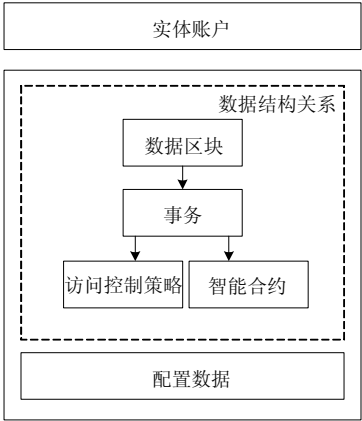 实体账户
数据结构关系
数据区块
事务
访问控制策略
智能合约
配置数据